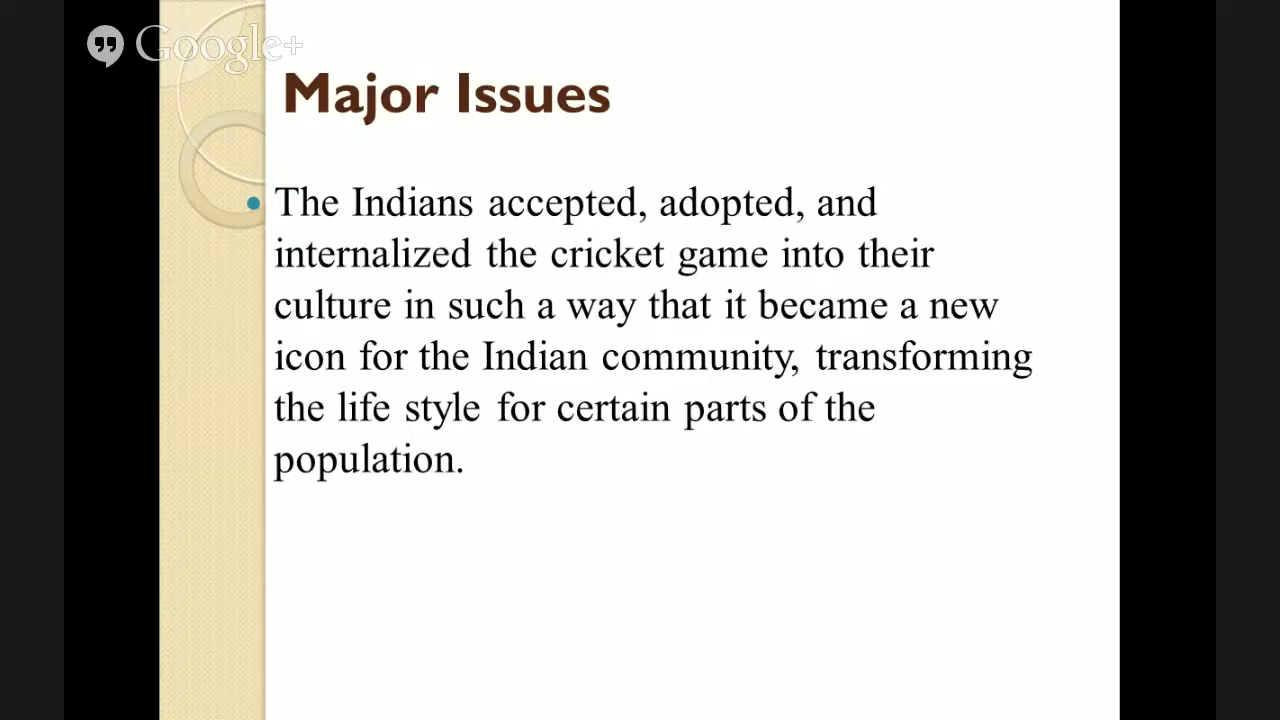 Google+
Major Issues
• The Indians accepted, adopted, and
internalized the cricket game into their
culture in such a way that it became a new
icon for the Indian community, transforming
the life style for certain parts of the
population.